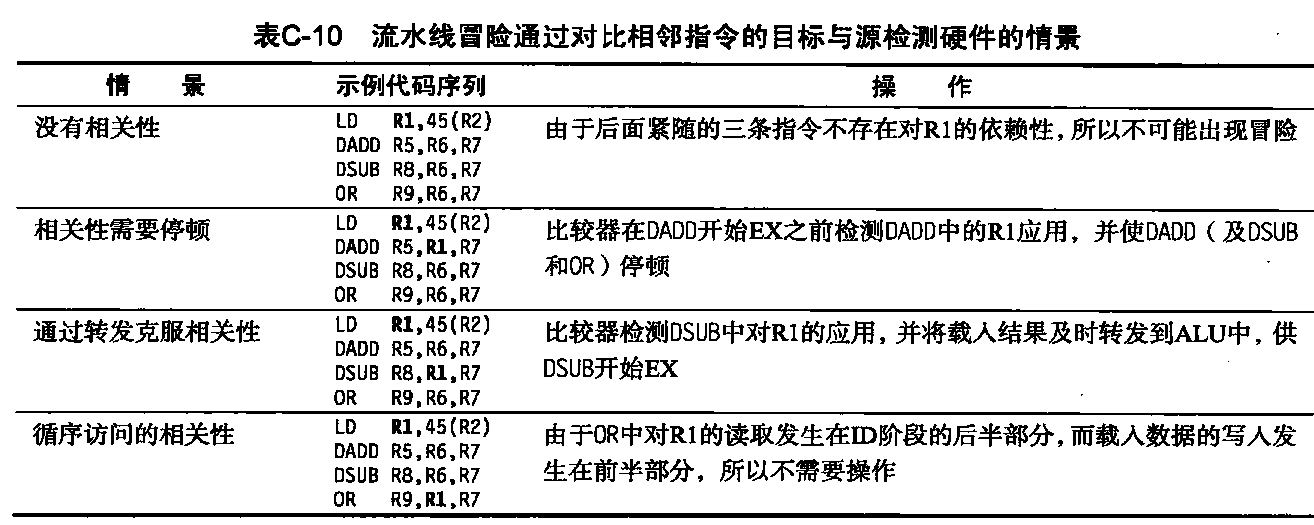 表C-10 流水线冒险通过对比相邻指令的目标与源检测硬件的情景
情 景 示例代码序列 操 作
没有相关性
LD R1,45(R2)
DADD R5,R6,R7
DSUB R8,R6,R7
OR R9,R6,R7
由于后面紧随的三条指令不存在对R1的依赖性，所以不可能出现冒险
相关性需要停顿
LD R1,45(R2)
DADD R5,R1,R7
DSUB R8,R6,R7
OR R9,R6,R7
比较器在DADD开始EX之前检测DADD中的R1应用，并使DADD（及DSUB
和OR）停顿
通过转发克服相关性
LD R1,45(R2)
DADD R5,R6,R7
DSUB R8,R1,R7
OR R9,R6,R7
比较器检测DSUB中对R1的应用，并将载入结果及时转发到ALU中，供
DSUB开始EX
循序访问的相关性
LD R1,45(R2)
DADD R5,R6,R7
DSUB R8,R6,R7
OR R9,R1,R7
由于OR中对R1的读取发生在ID阶段的后半部分，而载入数据的写入发
生在前半部分，所以不需要操作